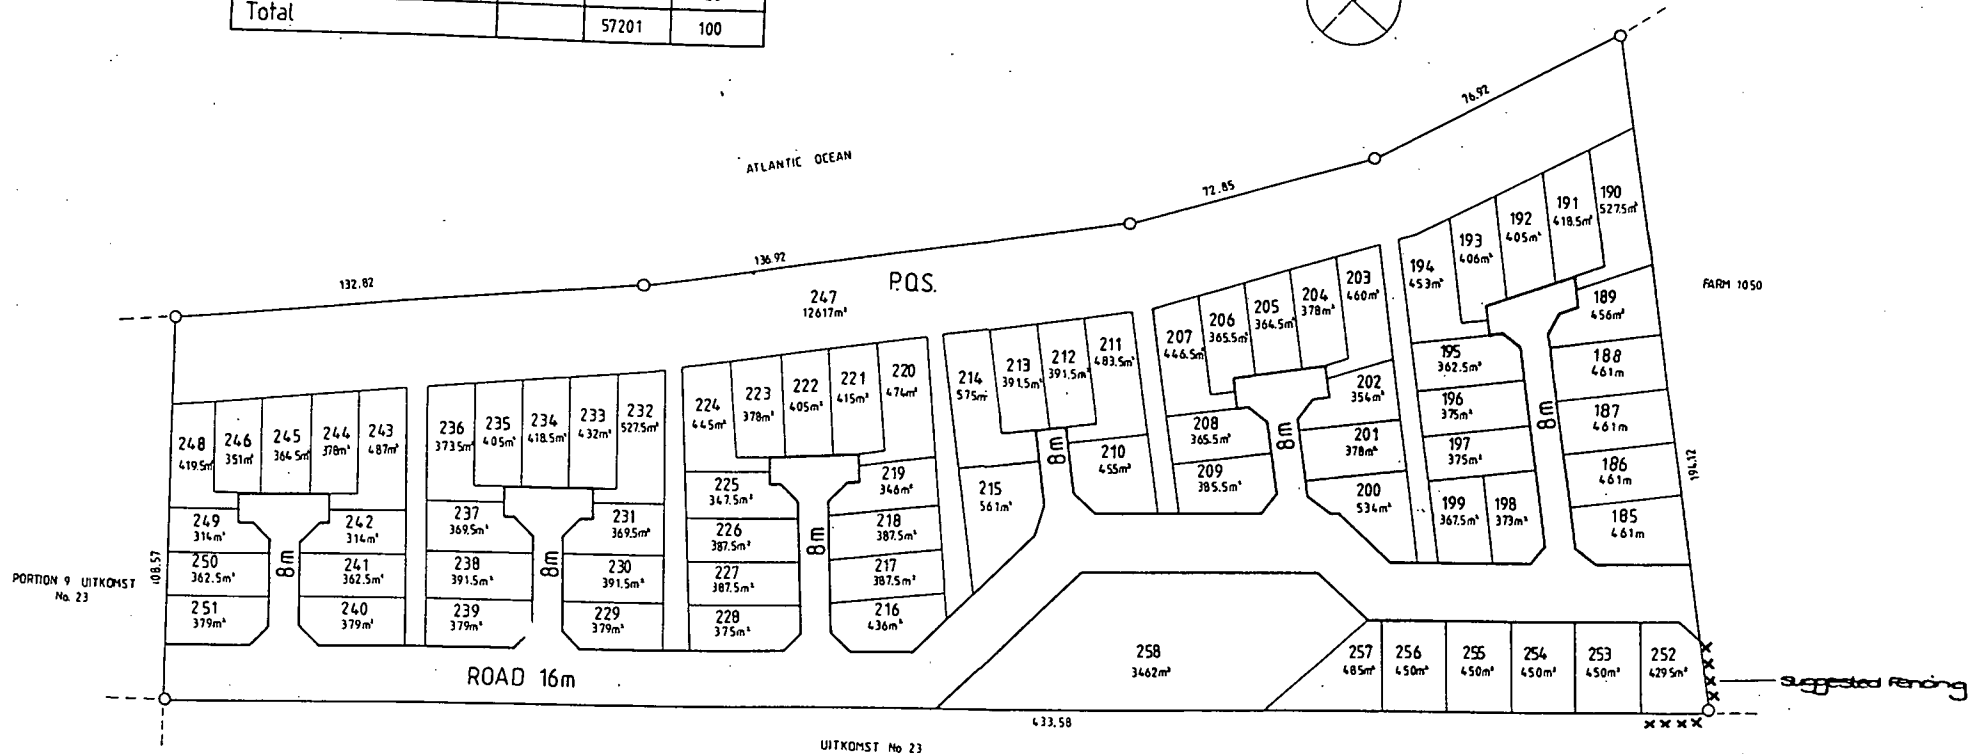 Total 57201 100
76.92
ATLANTIC OCEAN
72.85
136.92
132.82
P.O.S.
247
12617m²
FARM 1050
190
527.5m²
191
418.5m²
192
405m²
193
406m²
194
453m²
189
456m²
188
461m
187
461m
186
461m
185
461m
195
362.5m²
196
375m²
197
375m²
199
367.5m²
198
373m²
8m
194.12
203
460m²
204
378m²
205
364.5m²
206
365.5m²
207
446.5m²
202
354m²
201
378m²
200
534m²
208
365.5m²
209
385.5m²
8m
211
483.5m²
212
391.5m²
213
391.5m²
214
575m²
210
455m²
215
561m²
8m
220
474m²
221
415m²
222
405m²
223
378m²
224
445m²
219
346m²
218
387.5m²
217
387.5m²
216
436m²
225
347.5m²
226
387.5m²
227
387.5m²
228
375m²
8m
232
527.5m²
233
432m²
234
418.5m²
235
405m²
236
373.5m²
231
369.5m²
230
391.5m²
229
379m²
237
369.5m²
238
391.5m²
239
379m²
8m
243
487m²
244
378m²
245
364.5m²
246
351m²
248
419.5m²
242
314m²
241
362.5m²
240
379m²
249
314m²
250
362.5m²
251
379m²
8m
PORTION 9 UITKOMST
No. 23
ROAD 16m
258
3462m²
257
485m²
256
450m²
255
450m²
254
450m²
253
450m²
252
429.5m²
suggested Fencing
433.58
UITKOMST No 23